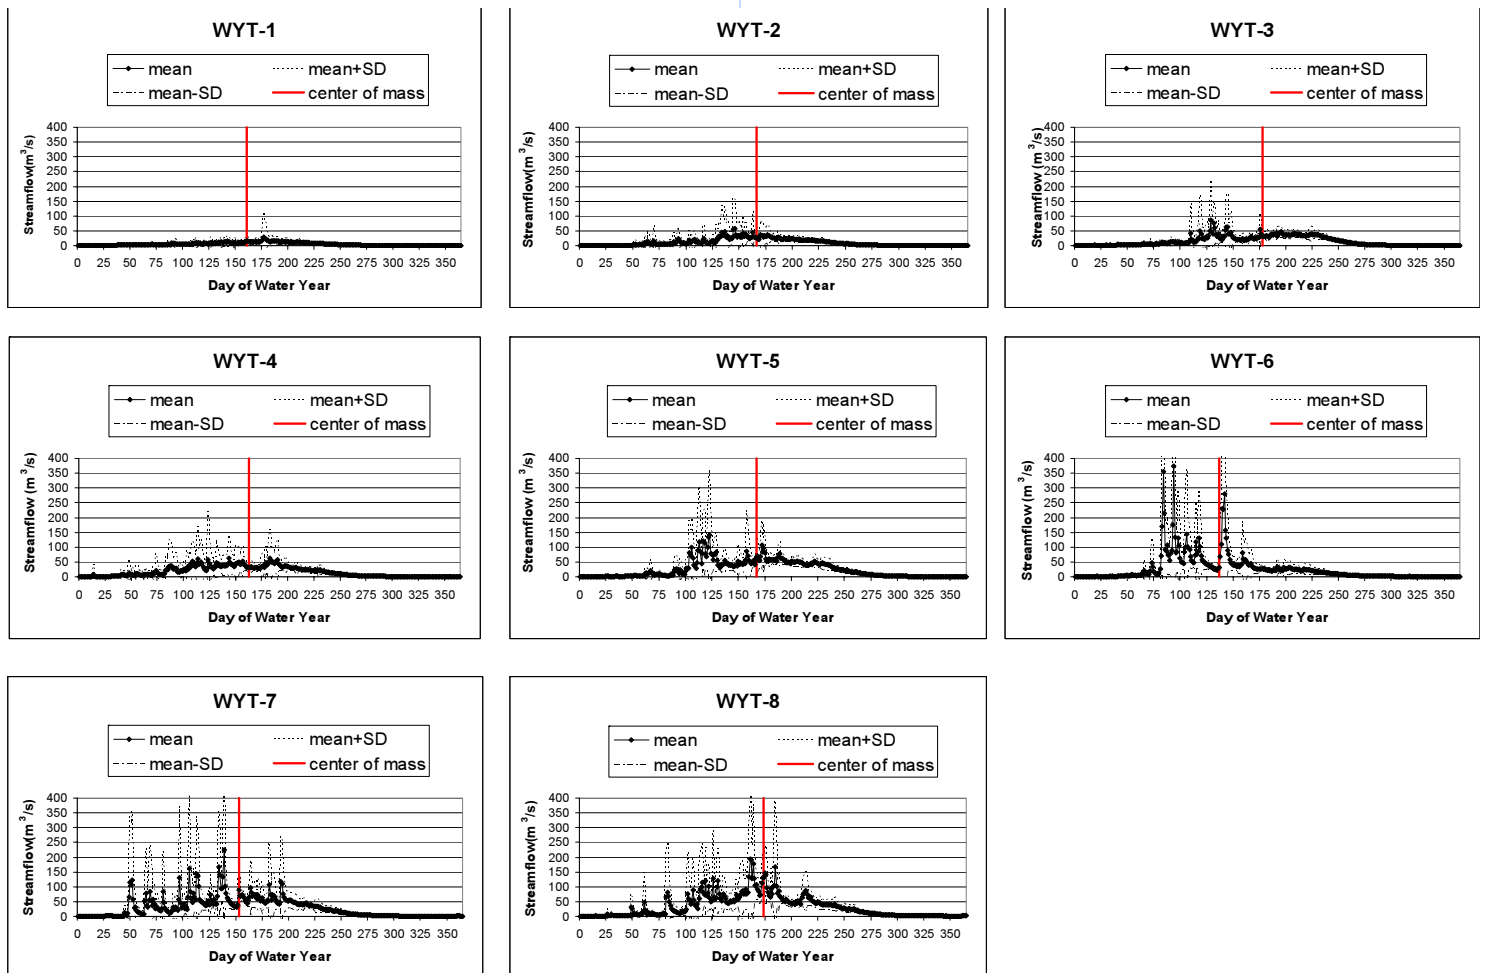 WYT-1
mean mean+SD
mean-SD center of mass
Streamflow(m³/s)
400
350
300
250
200
150
100
50
0
0 25 50 75 100 125 150 175 200 225 250 275 300 325 350
Day of Water Year
WYT-2
mean mean+SD
mean-SD center of mass
Streamflow(m³/s)
400
350
300
250
200
150
100
50
0
0 25 50 75 100 125 150 175 200 225 250 275 300 325 350
Day of Water Year
WYT-3
mean mean+SD
mean-SD center of mass
Streamflow (m³/s)
400
350
300
250
200
150
100
50
0
0 25 50 75 100 125 150 175 200 225 250 275 300 325 350
Day of Water Year
WYT-4
mean mean+SD
mean-SD center of mass
Streamflow (m³/s)
400
350
300
250
200
150
100
50
0
0 25 50 75 100 125 150 175 200 225 250 275 300 325 350
Day of Water Year
WYT-5
mean mean+SD
mean-SD center of mass
Streamflow (m³/s)
400
350
300
250
200
150
100
50
0
0 25 50 75 100 125 150 175 200 225 250 275 300 325 350
Day of Water Year
WYT-6
mean mean+SD
mean-SD center of mass
Streamflow (m³/s)
400
350
300
250
200
150
100
50
0
0 25 50 75 100 125 150 175 200 225 250 275 300 325 350
Day of Water Year
WYT-7
mean mean+SD
mean-SD center of mass
Streamflow(m³/s)
400
350
300
250
200
150
100
50
0
0 25 50 75 100 125 150 175 200 225 250 275 300 325 350
Day of Water Year
WYT-8
mean mean+SD
mean-SD center of mass
Streamflow(m³/s)
400
350
300
250
200
150
100
50
0
0 25 50 75 100 125 150 175 200 225 250 275 300 325 350
Day of Water Year